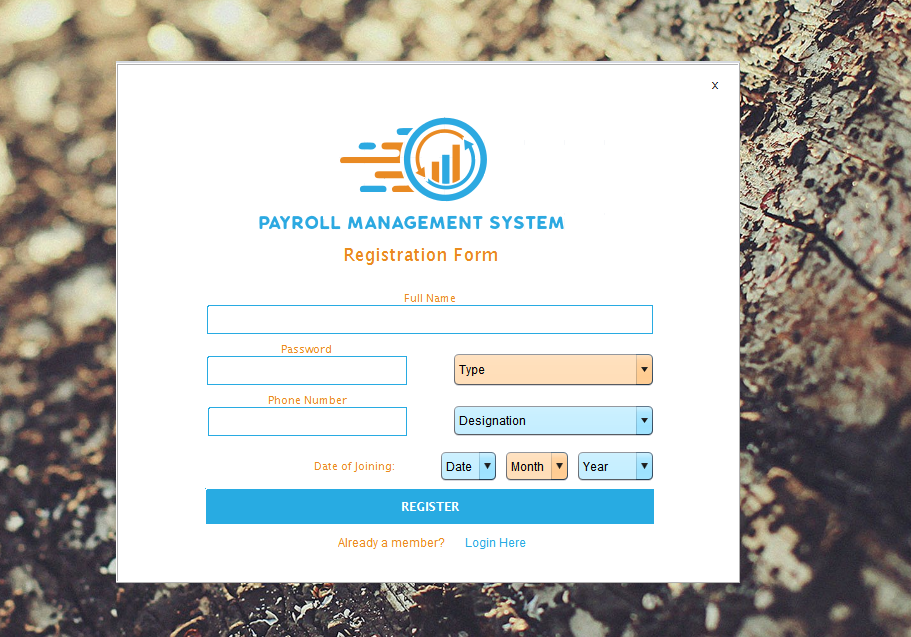 x
PAYROLL MANAGEMENT SYSTEM
Registration Form
Full Name
Password
Type
Phone Number
Designation
Date of Joining: Date Month Year
REGISTER
Already a member? Login Here